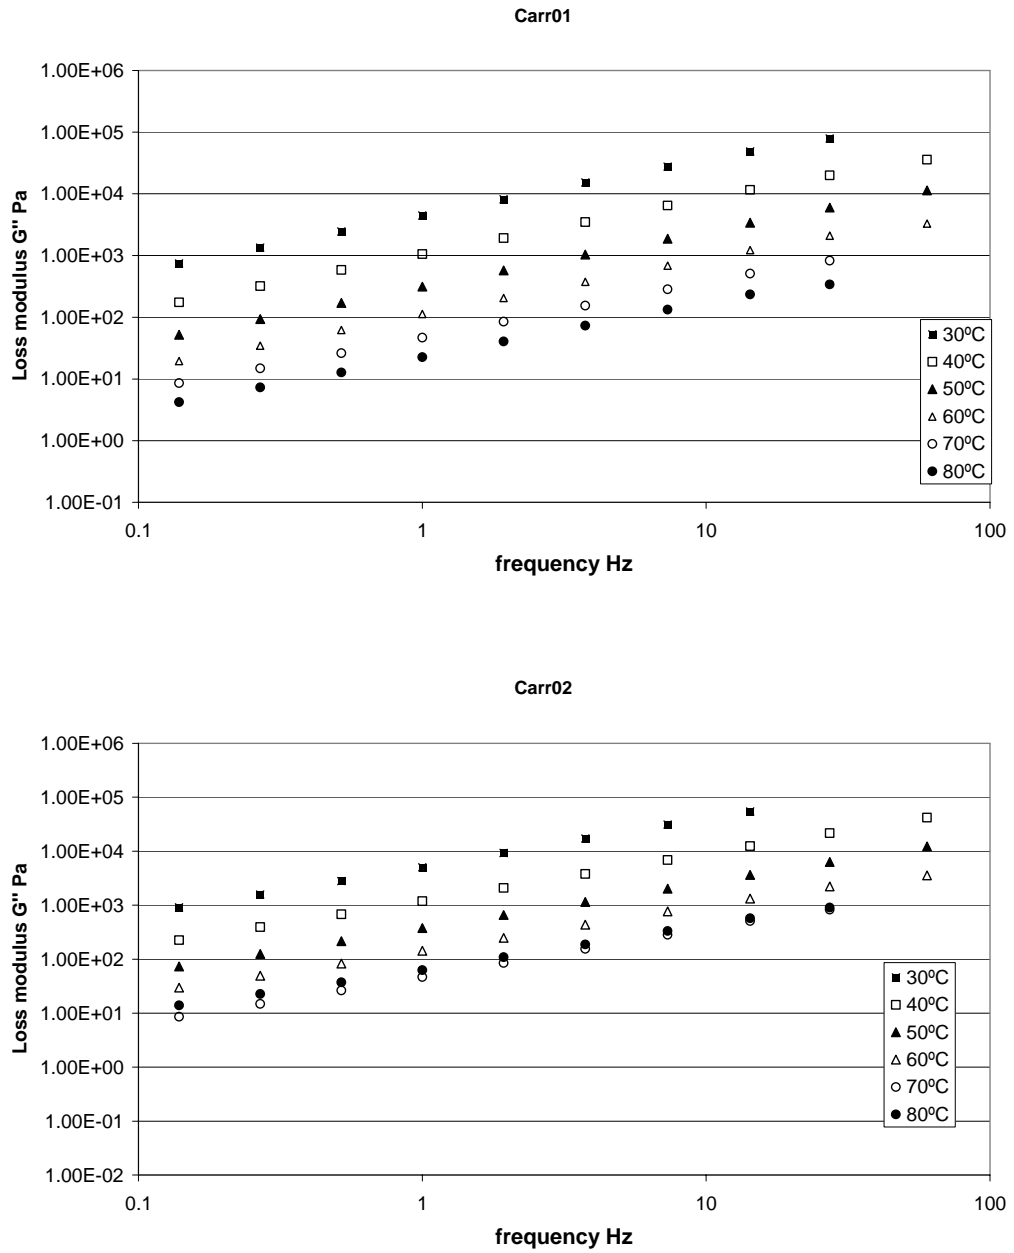 Carr01
1.00E+06
1.00E+05
1.00E+04
1.00E+03
1.00E+02
1.00E+01
1.00E+00
1.00E-01
Loss modulus G'' Pa
0.1
1
10
100
frequency Hz
30ºC
40ºC
50ºC
60ºC
70ºC
80ºC
Carr02
1.00E+06
1.00E+05
1.00E+04
1.00E+03
1.00E+02
1.00E+01
1.00E+00
1.00E-01
1.00E-02
Loss modulus G'' Pa
0.1
1
10
100
frequency Hz
30ºC
40ºC
50ºC
60ºC
70ºC
80ºC